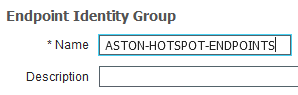 Endpoint Identity Group
* Name ASTON-HOTSPOT-ENDPOINTS
Description